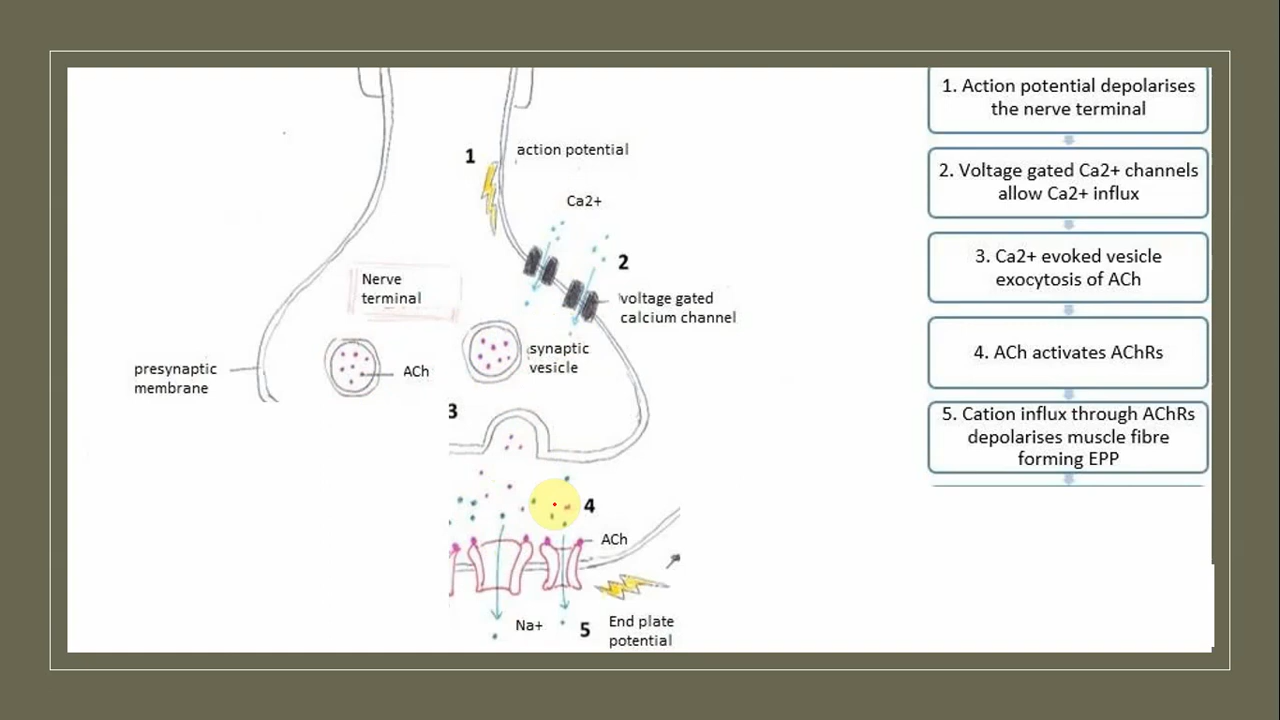 1
action potential
Ca2+
2
voltage gated
calcium channel
Nerve
terminal
synaptic
vesicle
presynaptic
membrane
ACh
3
4
ACh
Na+
5
End plate
potential
1. Action potential depolarises
the nerve terminal
2. Voltage gated Ca2+ channels
allow Ca2+ influx
3. Ca2+ evoked vesicle
exocytosis of ACh
4. ACh activates AChRs
5. Cation influx through AChRs
depolarises muscle fibre
forming EPP